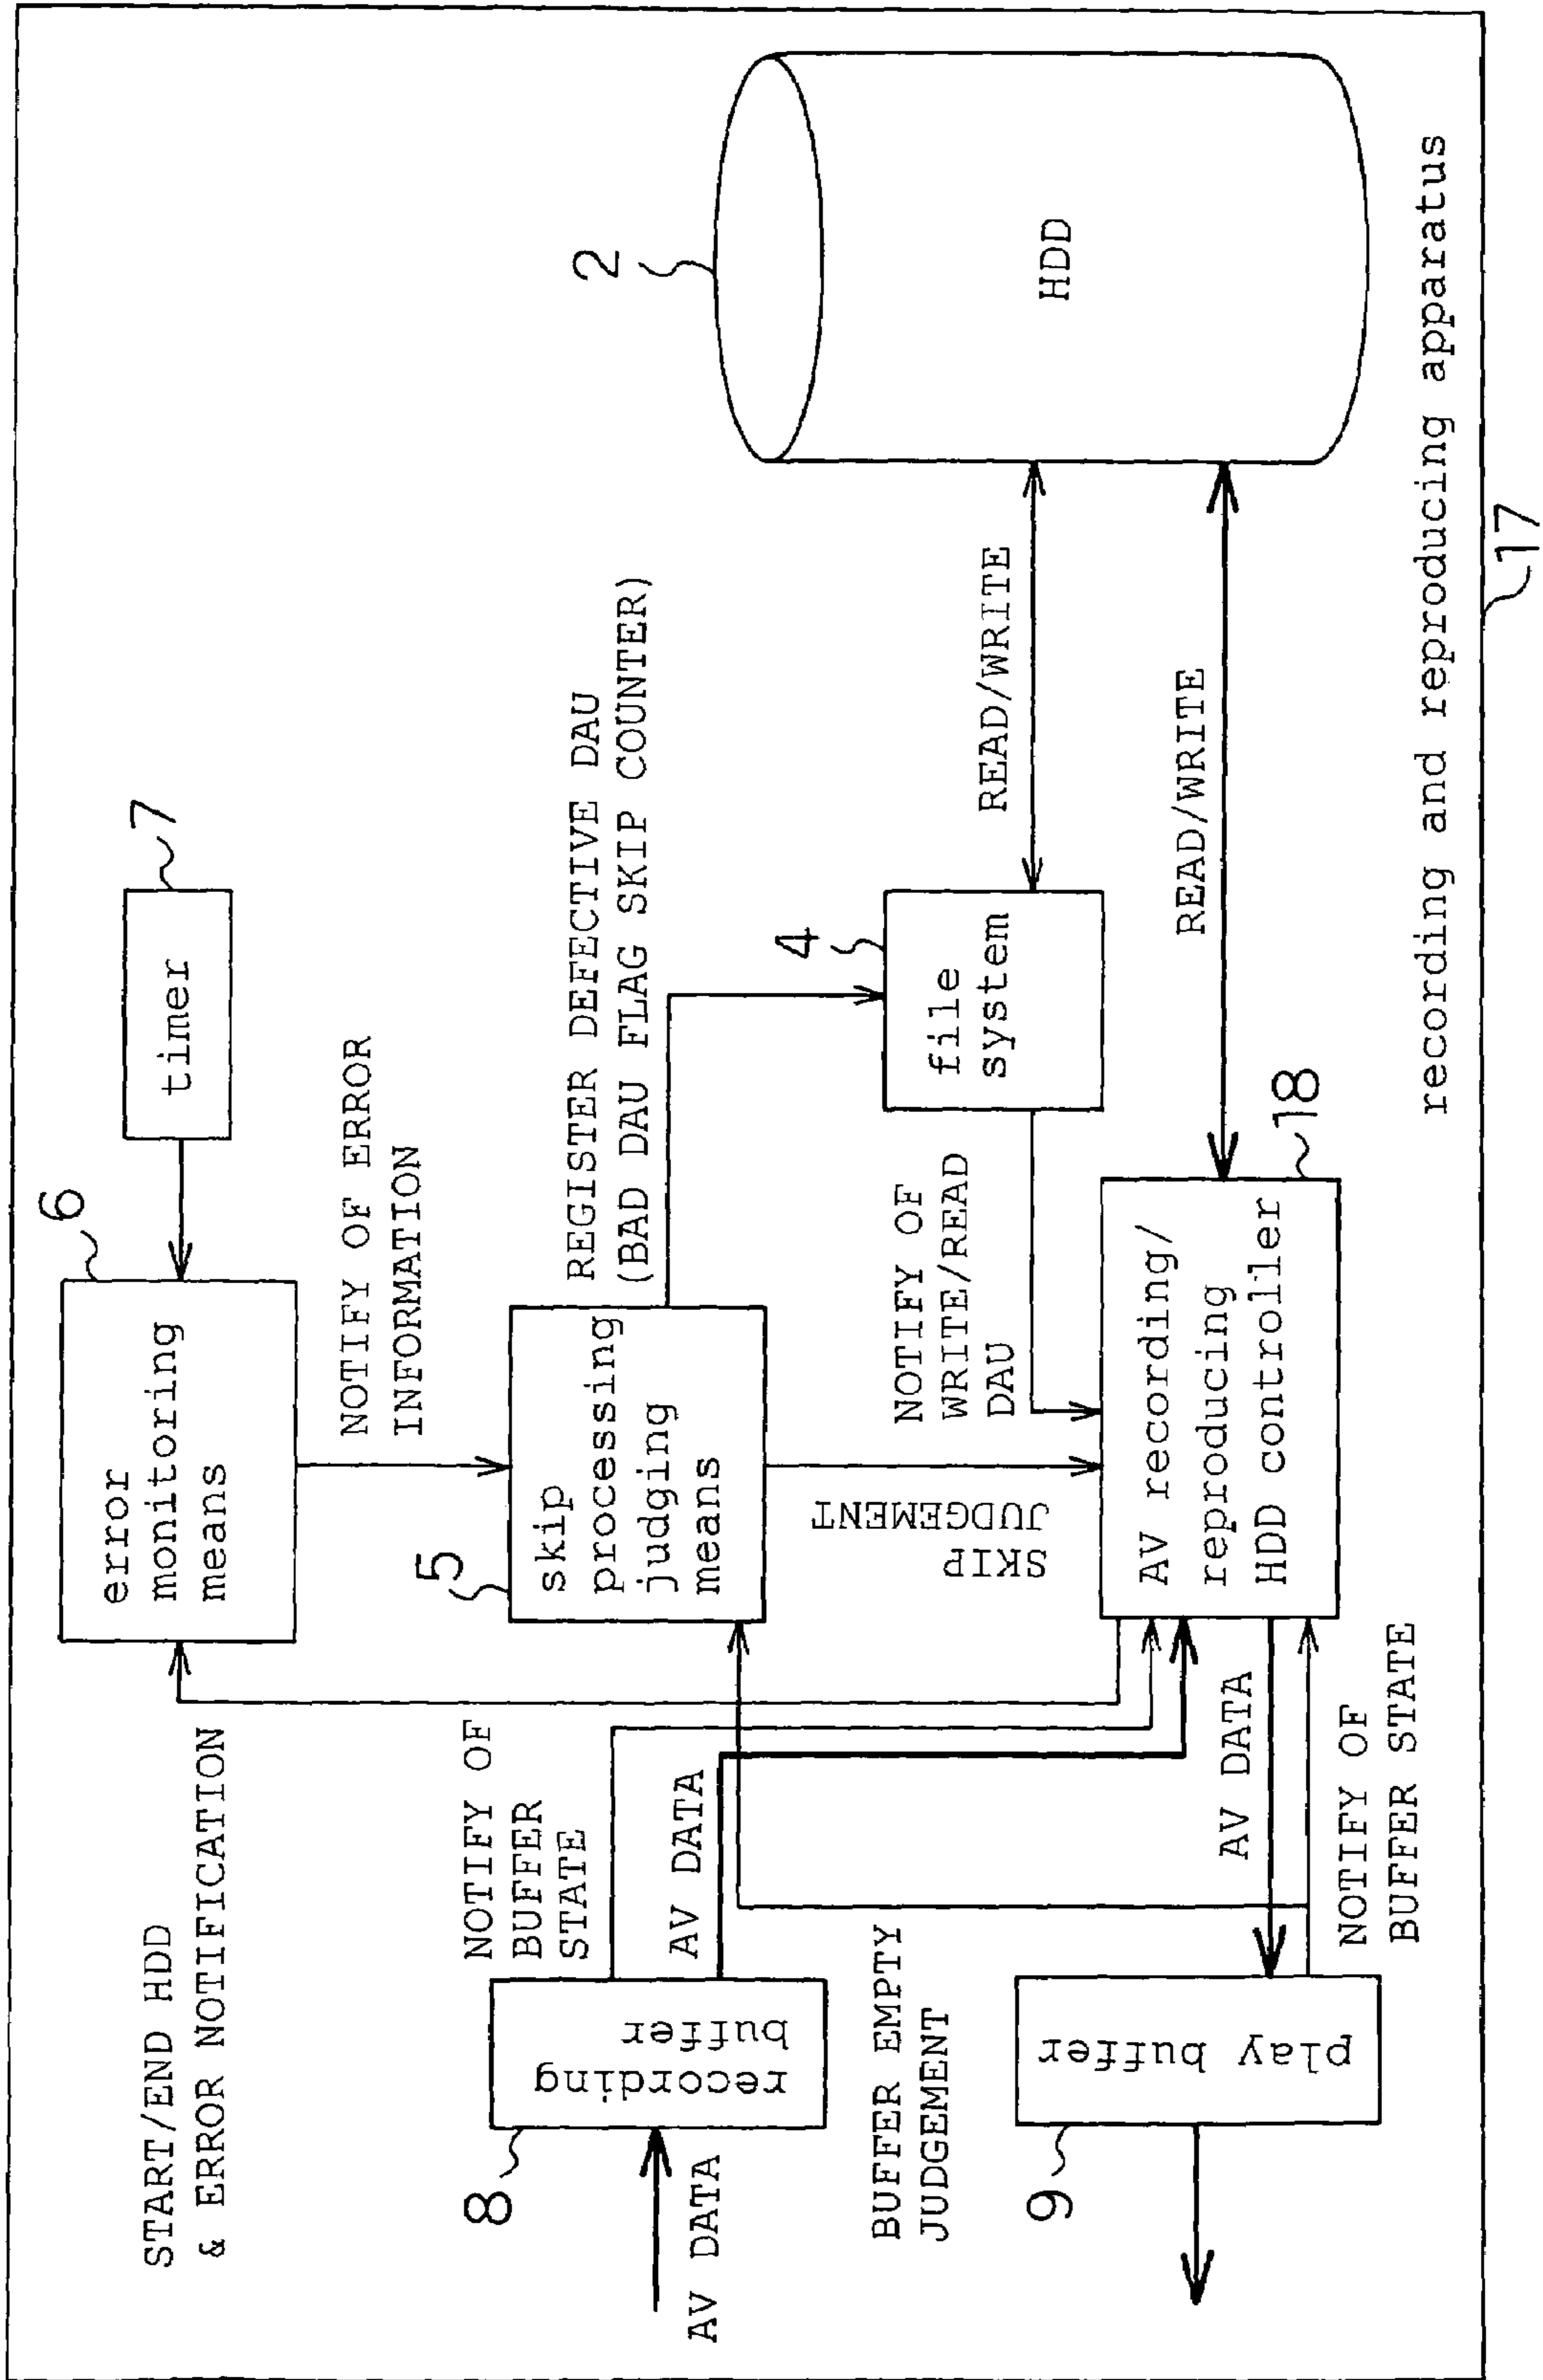 START/END HDD
& ERROR NOTIFICATION
6
error
monitoring
means
7
timer
NOTIFY OF ERROR
INFORMATION
5
skip
processing
judging
means
REGISTER DEFECTIVE DAU
(BAD DAU FLAG SKIP COUNTER)
2
HDD
8
recording
buffer
AV DATA
NOTIFY OF
BUFFER
STATE
AV DATA
SKIP
JUDGEMENT
NOTIFY OF
WRITE/READ
DAU
4
file
system
READ/WRITE
READ/WRITE
BUFFER EMPTY
JUDGEMENT
9
play buffer
AV DATA
NOTIFY OF
BUFFER STATE
18
AV recording/
reproducing
HDD controller
recording and reproducing apparatus
17